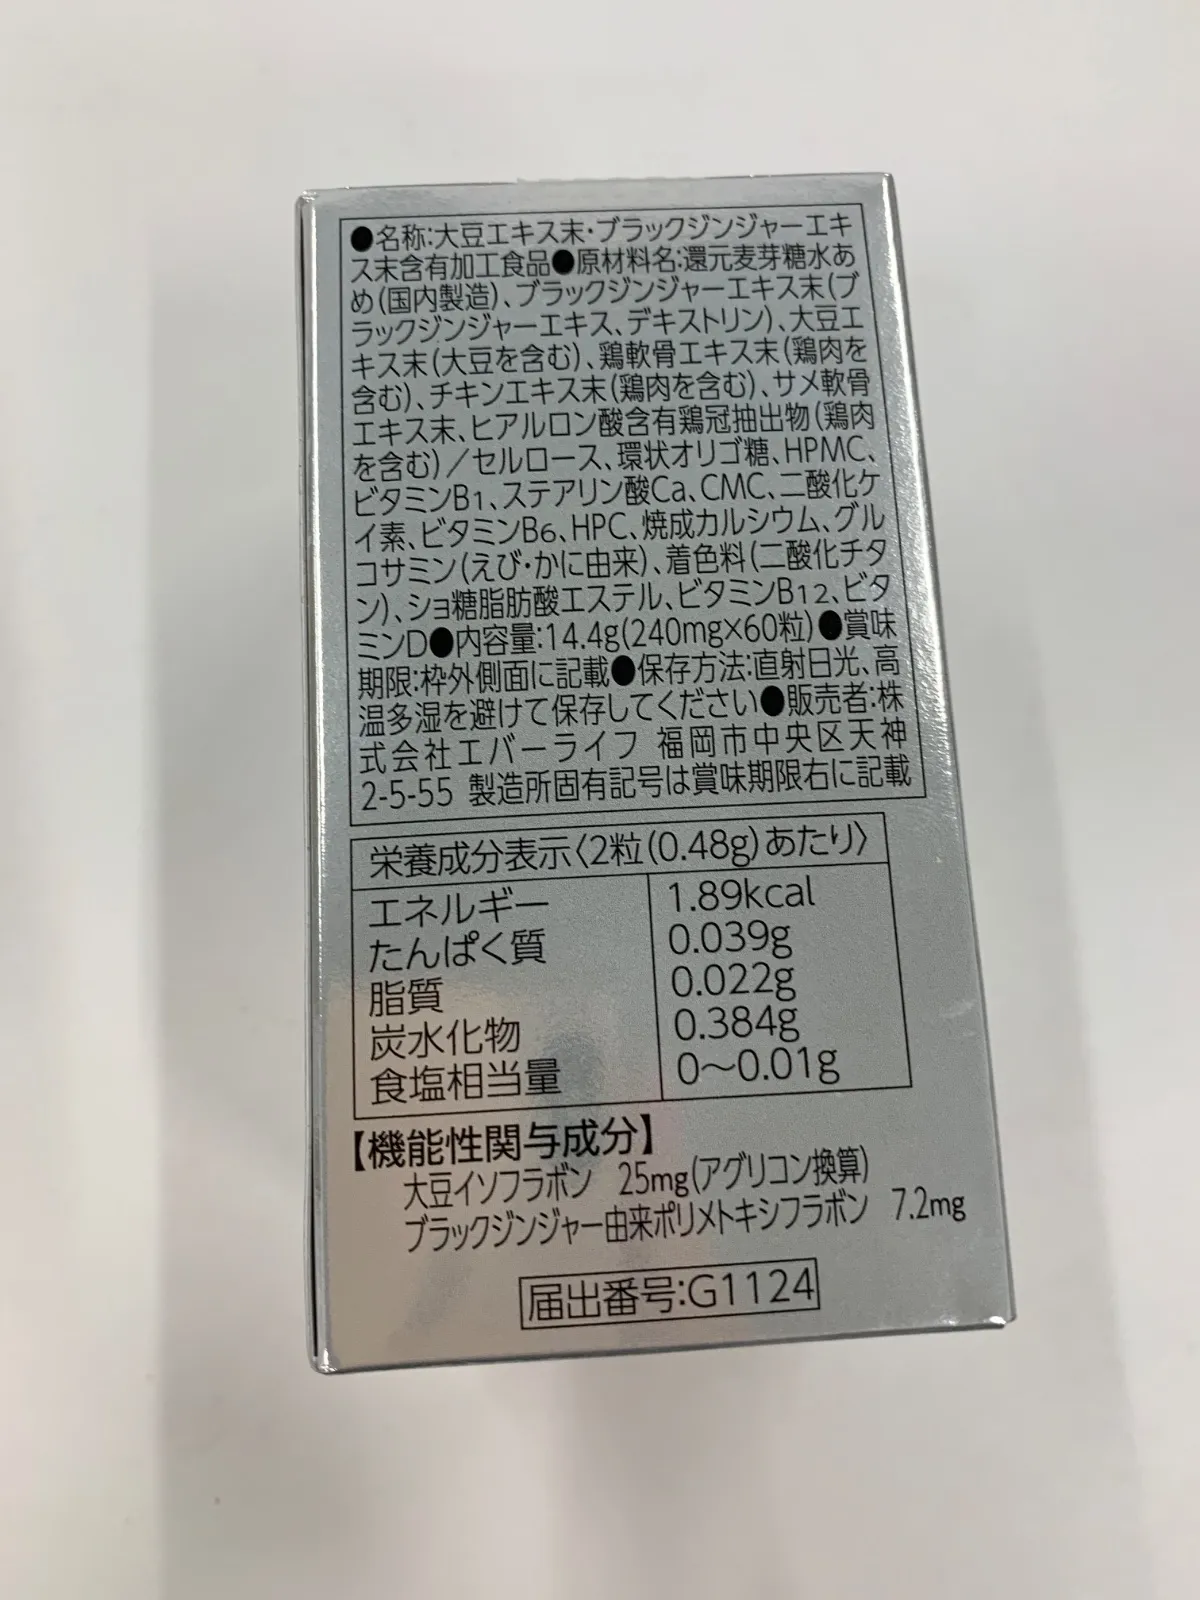 ●名称:大豆エキス末・ブラックジンジャーエキ
ス末含有加工食品●原材料名:還元麦芽糖水あ
め(国内製造)、ブラックジンジャーエキス末(ブ
ラックジンジャーエキス、デキストリン)、大豆エ
キス末(大豆を含む)、鶏軟骨エキス末(鶏肉を
含む)、チキンエキス末(鶏肉を含む)、サメ軟骨
エキス末、ヒアルロン酸含有鶏冠抽出物(鶏肉
を含む)/セルロース、環状オリゴ糖、HPMC、
ビタミンB1、ステアリン酸Ca、CMC、二酸化ケ
イ素、ビタミンB6、HPC、焼成カルシウム、グル
コサミン(えび・かに由来)、着色料(二酸化チタ
ン)、ショ糖脂肪酸エステル、ビタミンB12、ビタ
ミンD●内容量:14.4g(240mg×60粒)●賞味
期限:枠外側面に記載●保存方法:直射日光、高
温多湿を避けて保存してください●販売者:株
式会社エバーライフ 福岡市中央区天神
2-5-55 製造所固有記号は賞味期限右に記載
栄養成分表示〈2粒(0.48g)あたり〉
エネルギー 1.89kcal
たんぱく質 0.039g
脂質 0.022g
炭水化物 0.384g
食塩相当量 0〜0.01g
【機能性関与成分】
大豆イソフラボン 25mg(アグリコン換算)
ブラックジンジャー由来ポリメトキシフラボン 7.2mg
届出番号:G1124